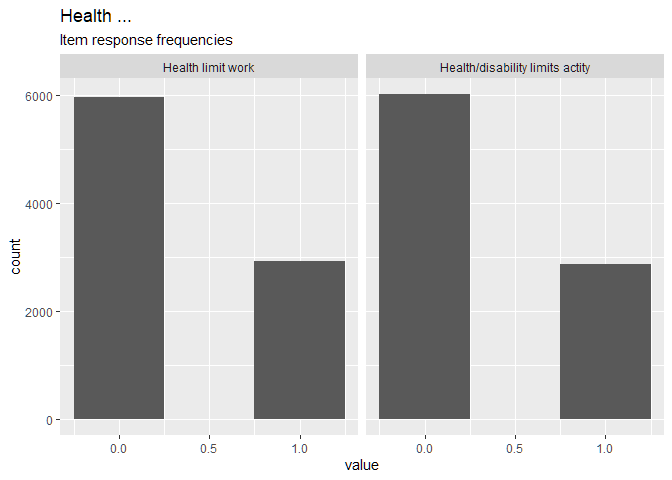 Health ...
Item response frequencies
Health limit work
Health/disability limits actity
6000
4000
2000
0
count
0.0 0.5 1.0
0.0 0.5 1.0
value